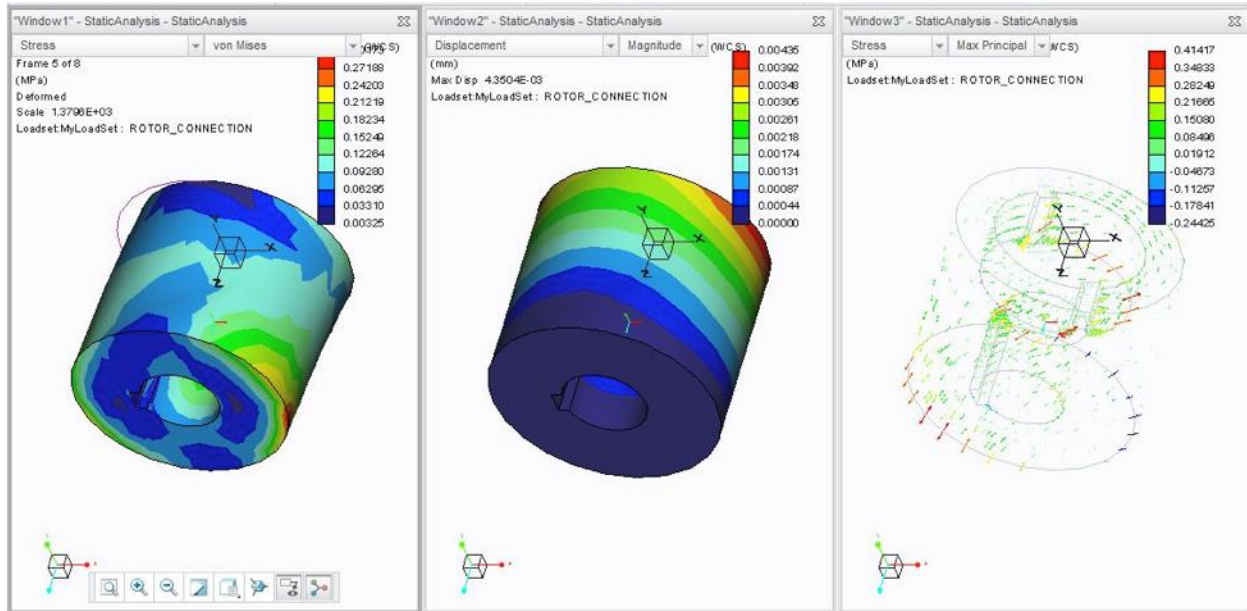 "Window1" - StaticAnalysis - StaticAnalysis
Stress
von Mises
Frame 5 of 8
(MPa)
Deformed
Scale 1.3796E+03
Loadset:MyLoadSet : ROTOR_CONNECTION
0.27188
0.24203
0.21219
0.18234
0.15249
0.12264
0.09280
0.06295
0.03310
0.00325
Y
X
Z
"Window2" - StaticAnalysis - StaticAnalysis
Displacement
Magnitude
(WCS)
(mm)
Max Disp 4.3504E-03
Loadset:MyLoadSet : ROTOR_CONNECTION
0.00435
0.00392
0.00348
0.00305
0.00261
0.00218
0.00174
0.00131
0.00087
0.00044
0.00000
Y
X
Z
"Window3" - StaticAnalysis - StaticAnalysis
Stress
Max Principal
WCS)
(MPa)
Loadset:MyLoadSet : ROTOR_CONNECTION
0.41417
0.34833
0.28249
0.21665
0.15080
0.08496
0.01912
-0.04673
-0.11257
-0.17841
-0.24425
Y
X
Z